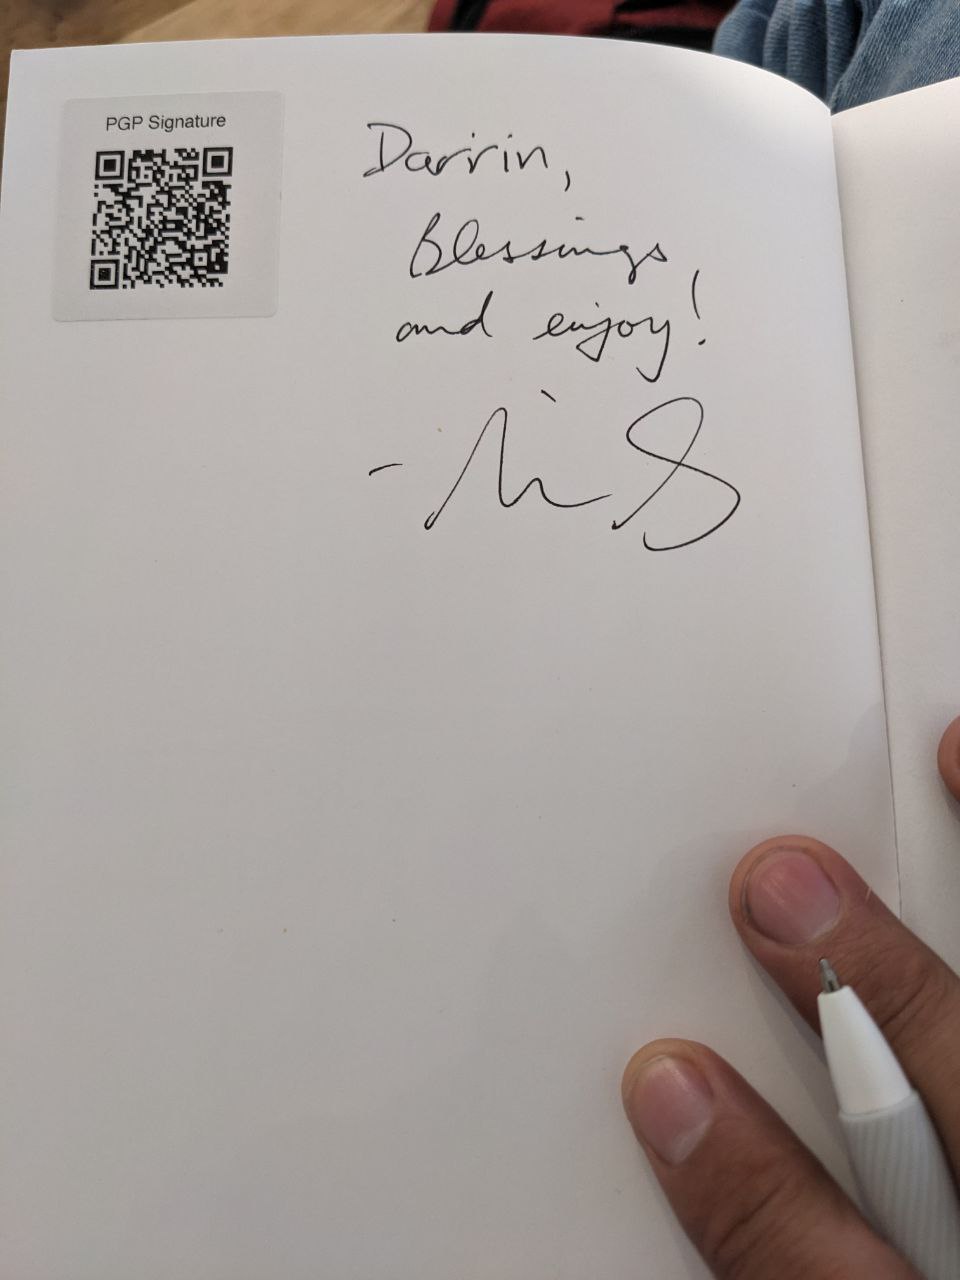 PGP Signature
Darrin,
Blessings
and enjoy!